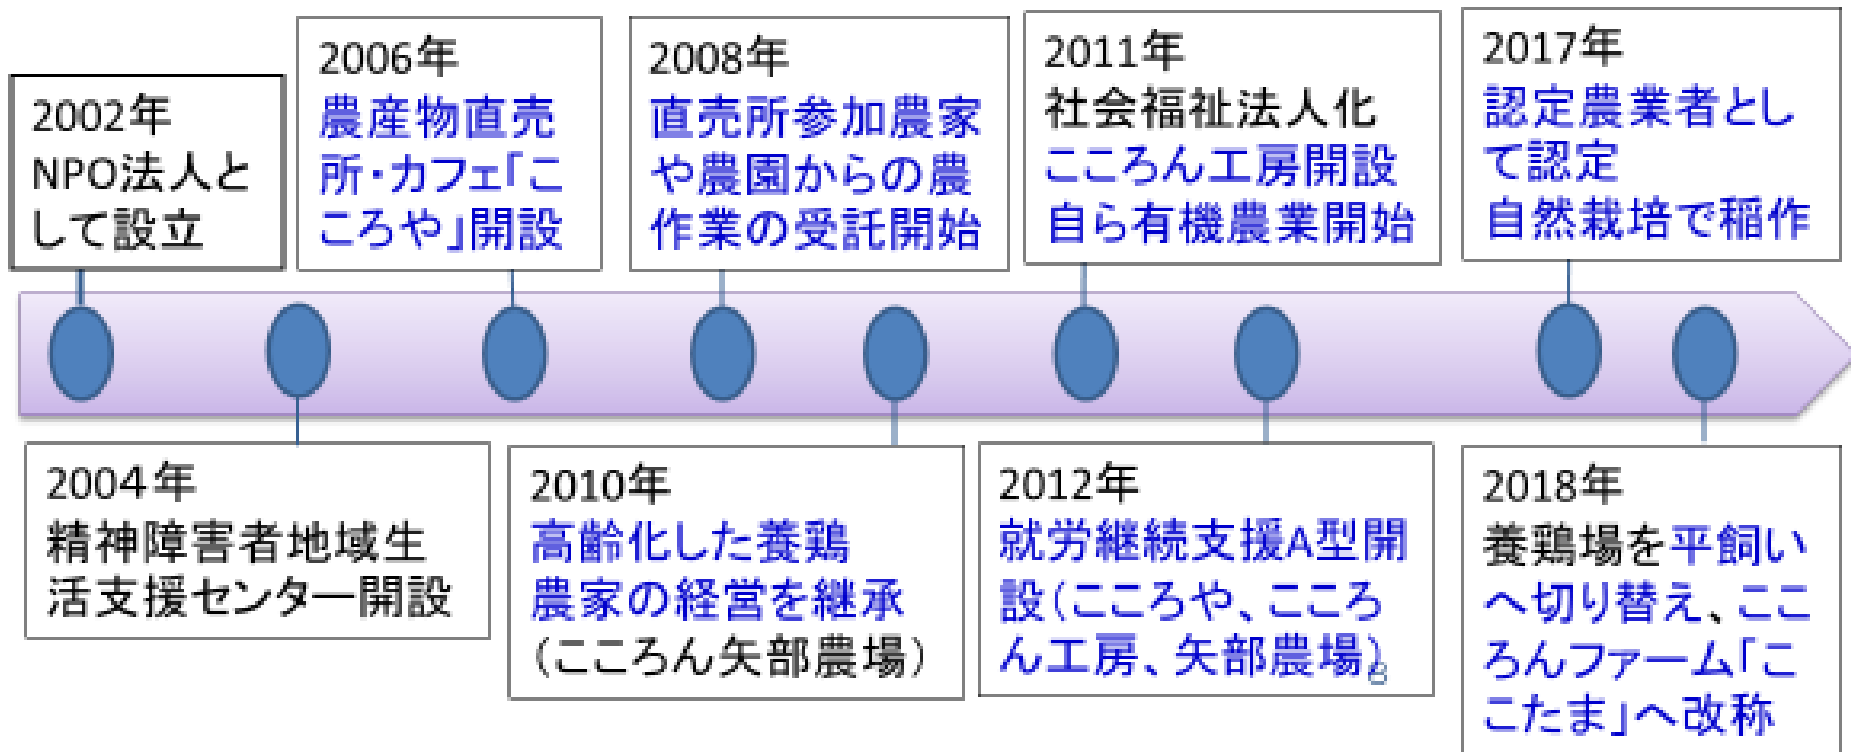 2002年
NPO法人と
して設立
2006年
農産物直売
所・カフェ「こ
ころや」開設
2008年
直売所参加農家
や農園からの農
作業の受託開始
2011年
社会福祉法人化
こころん工房開設
自ら有機農業開始
2017年
認定農業者とし
て認定
自然栽培で稲作
2004年
精神障害者地域生
活支援センター開設
2010年
高齢化した養鶏
農家の経営を継承
（こころん矢部農場）
2012年
就労継続支援A型開
設（こころや、こころ
ん工房、矢部農場）
2018年
養鶏場を平飼い
へ切り替え、ここ
ろんファーム「こ
こたま」へ改称